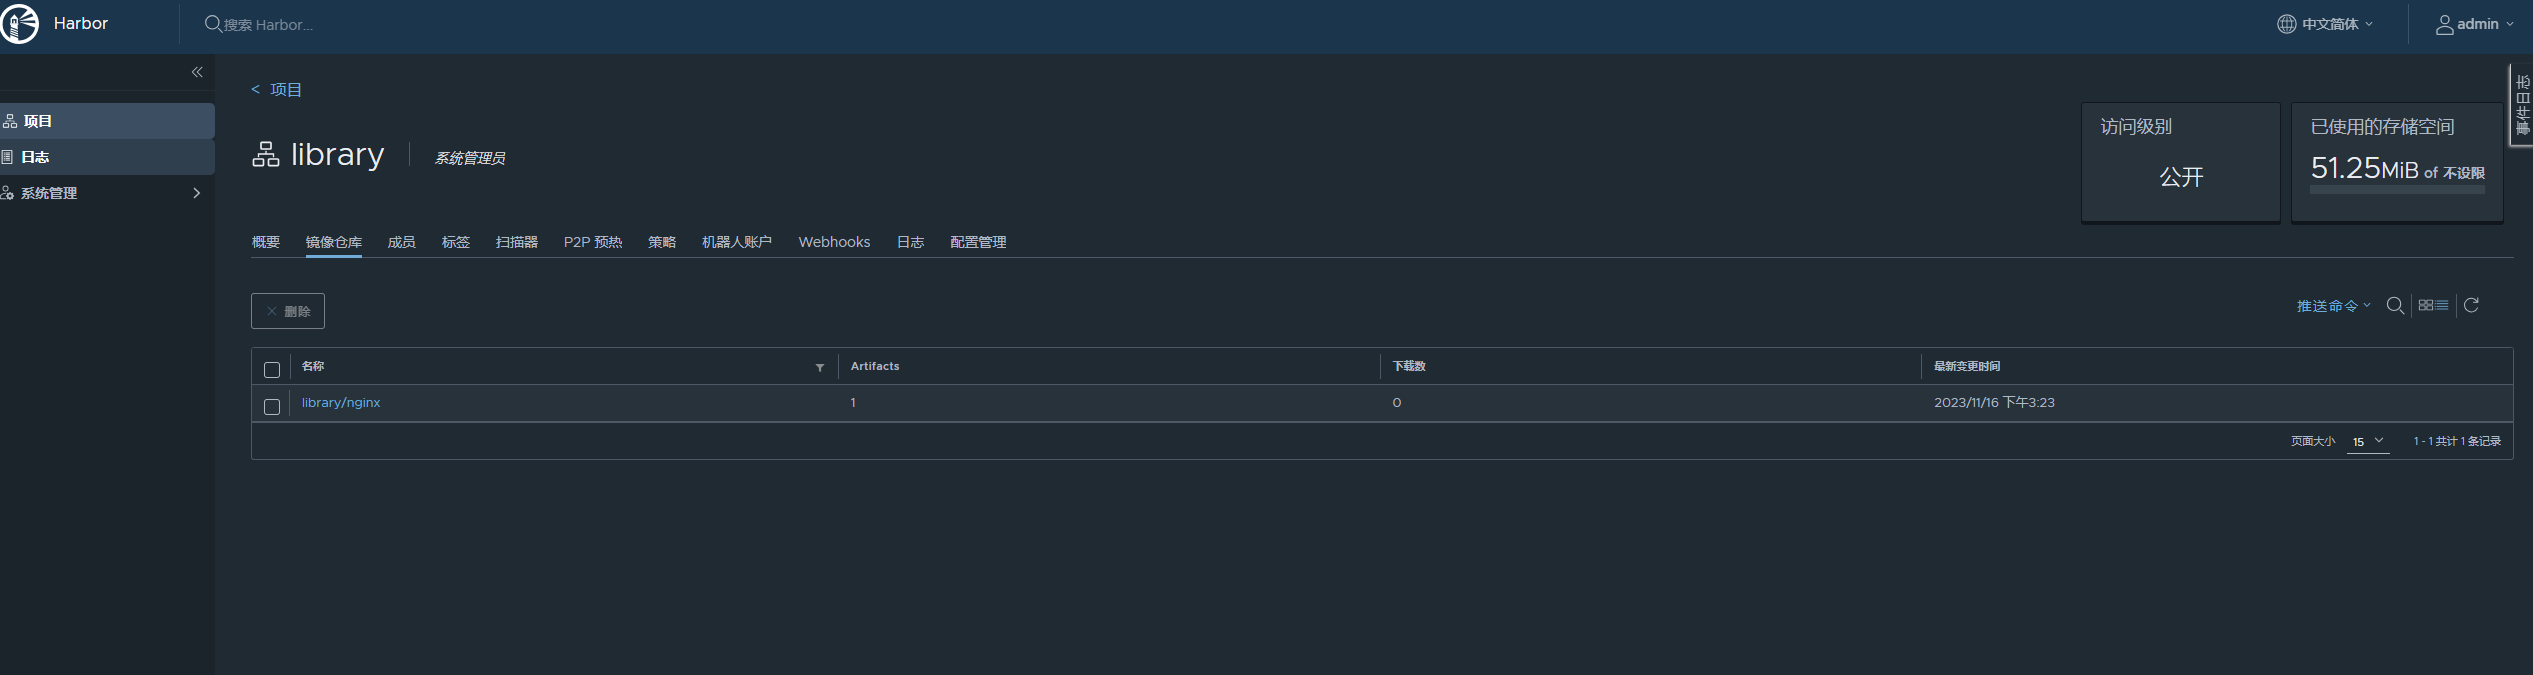 Harbor
搜索 Harbor...
中文简体
admin
事件日志
项目
日志
系统管理
< 项目
library
系统管理员
访问级别
公开
已使用的存储空间
51.25MiB of 不设限
概要 镜像仓库 成员 标签 扫描器 P2P 预热 策略 机器人账户 Webhooks 日志 配置管理
删除
推送命令
名称 Artifacts 下载数 最新变更时间
library/nginx 1 0 2023/11/16 下午3:23
页面大小 15 1 - 1 共计 1 条记录